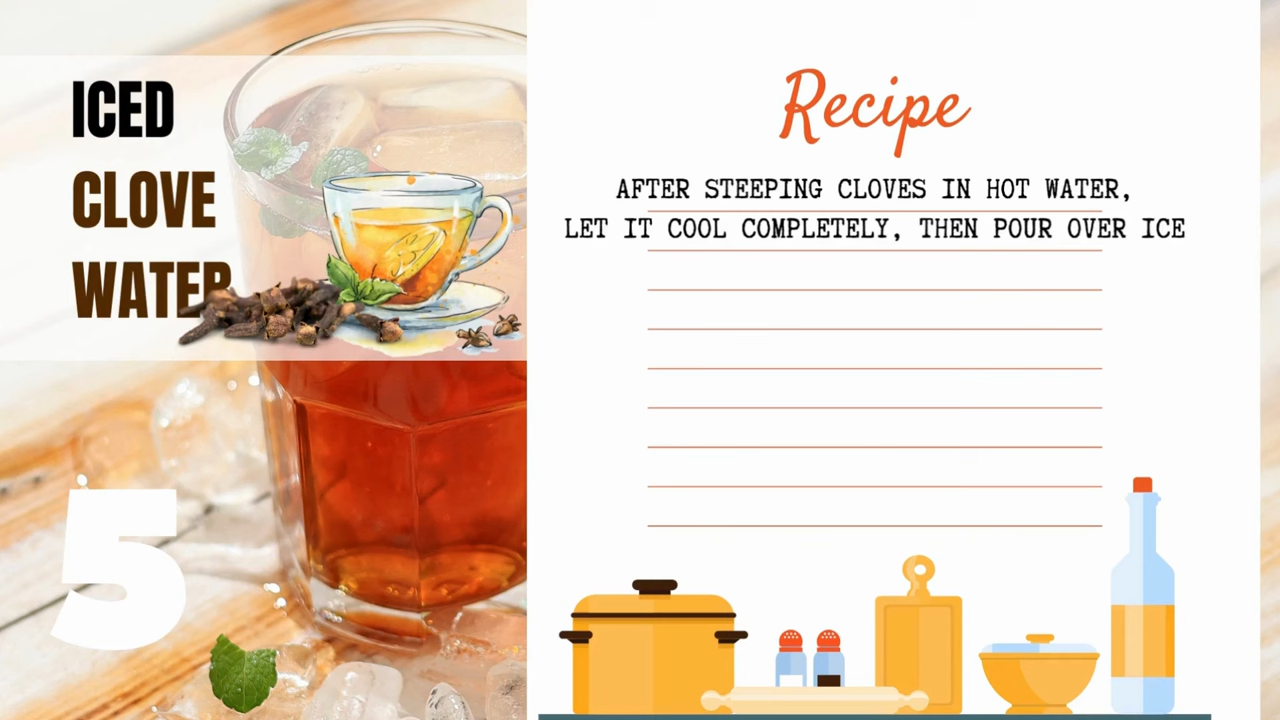 ICED
CLOVE
WATER
5
Recipe
AFTER STEEPING CLOVES IN HOT WATER,
LET IT COOL COMPLETELY, THEN POUR OVER ICE